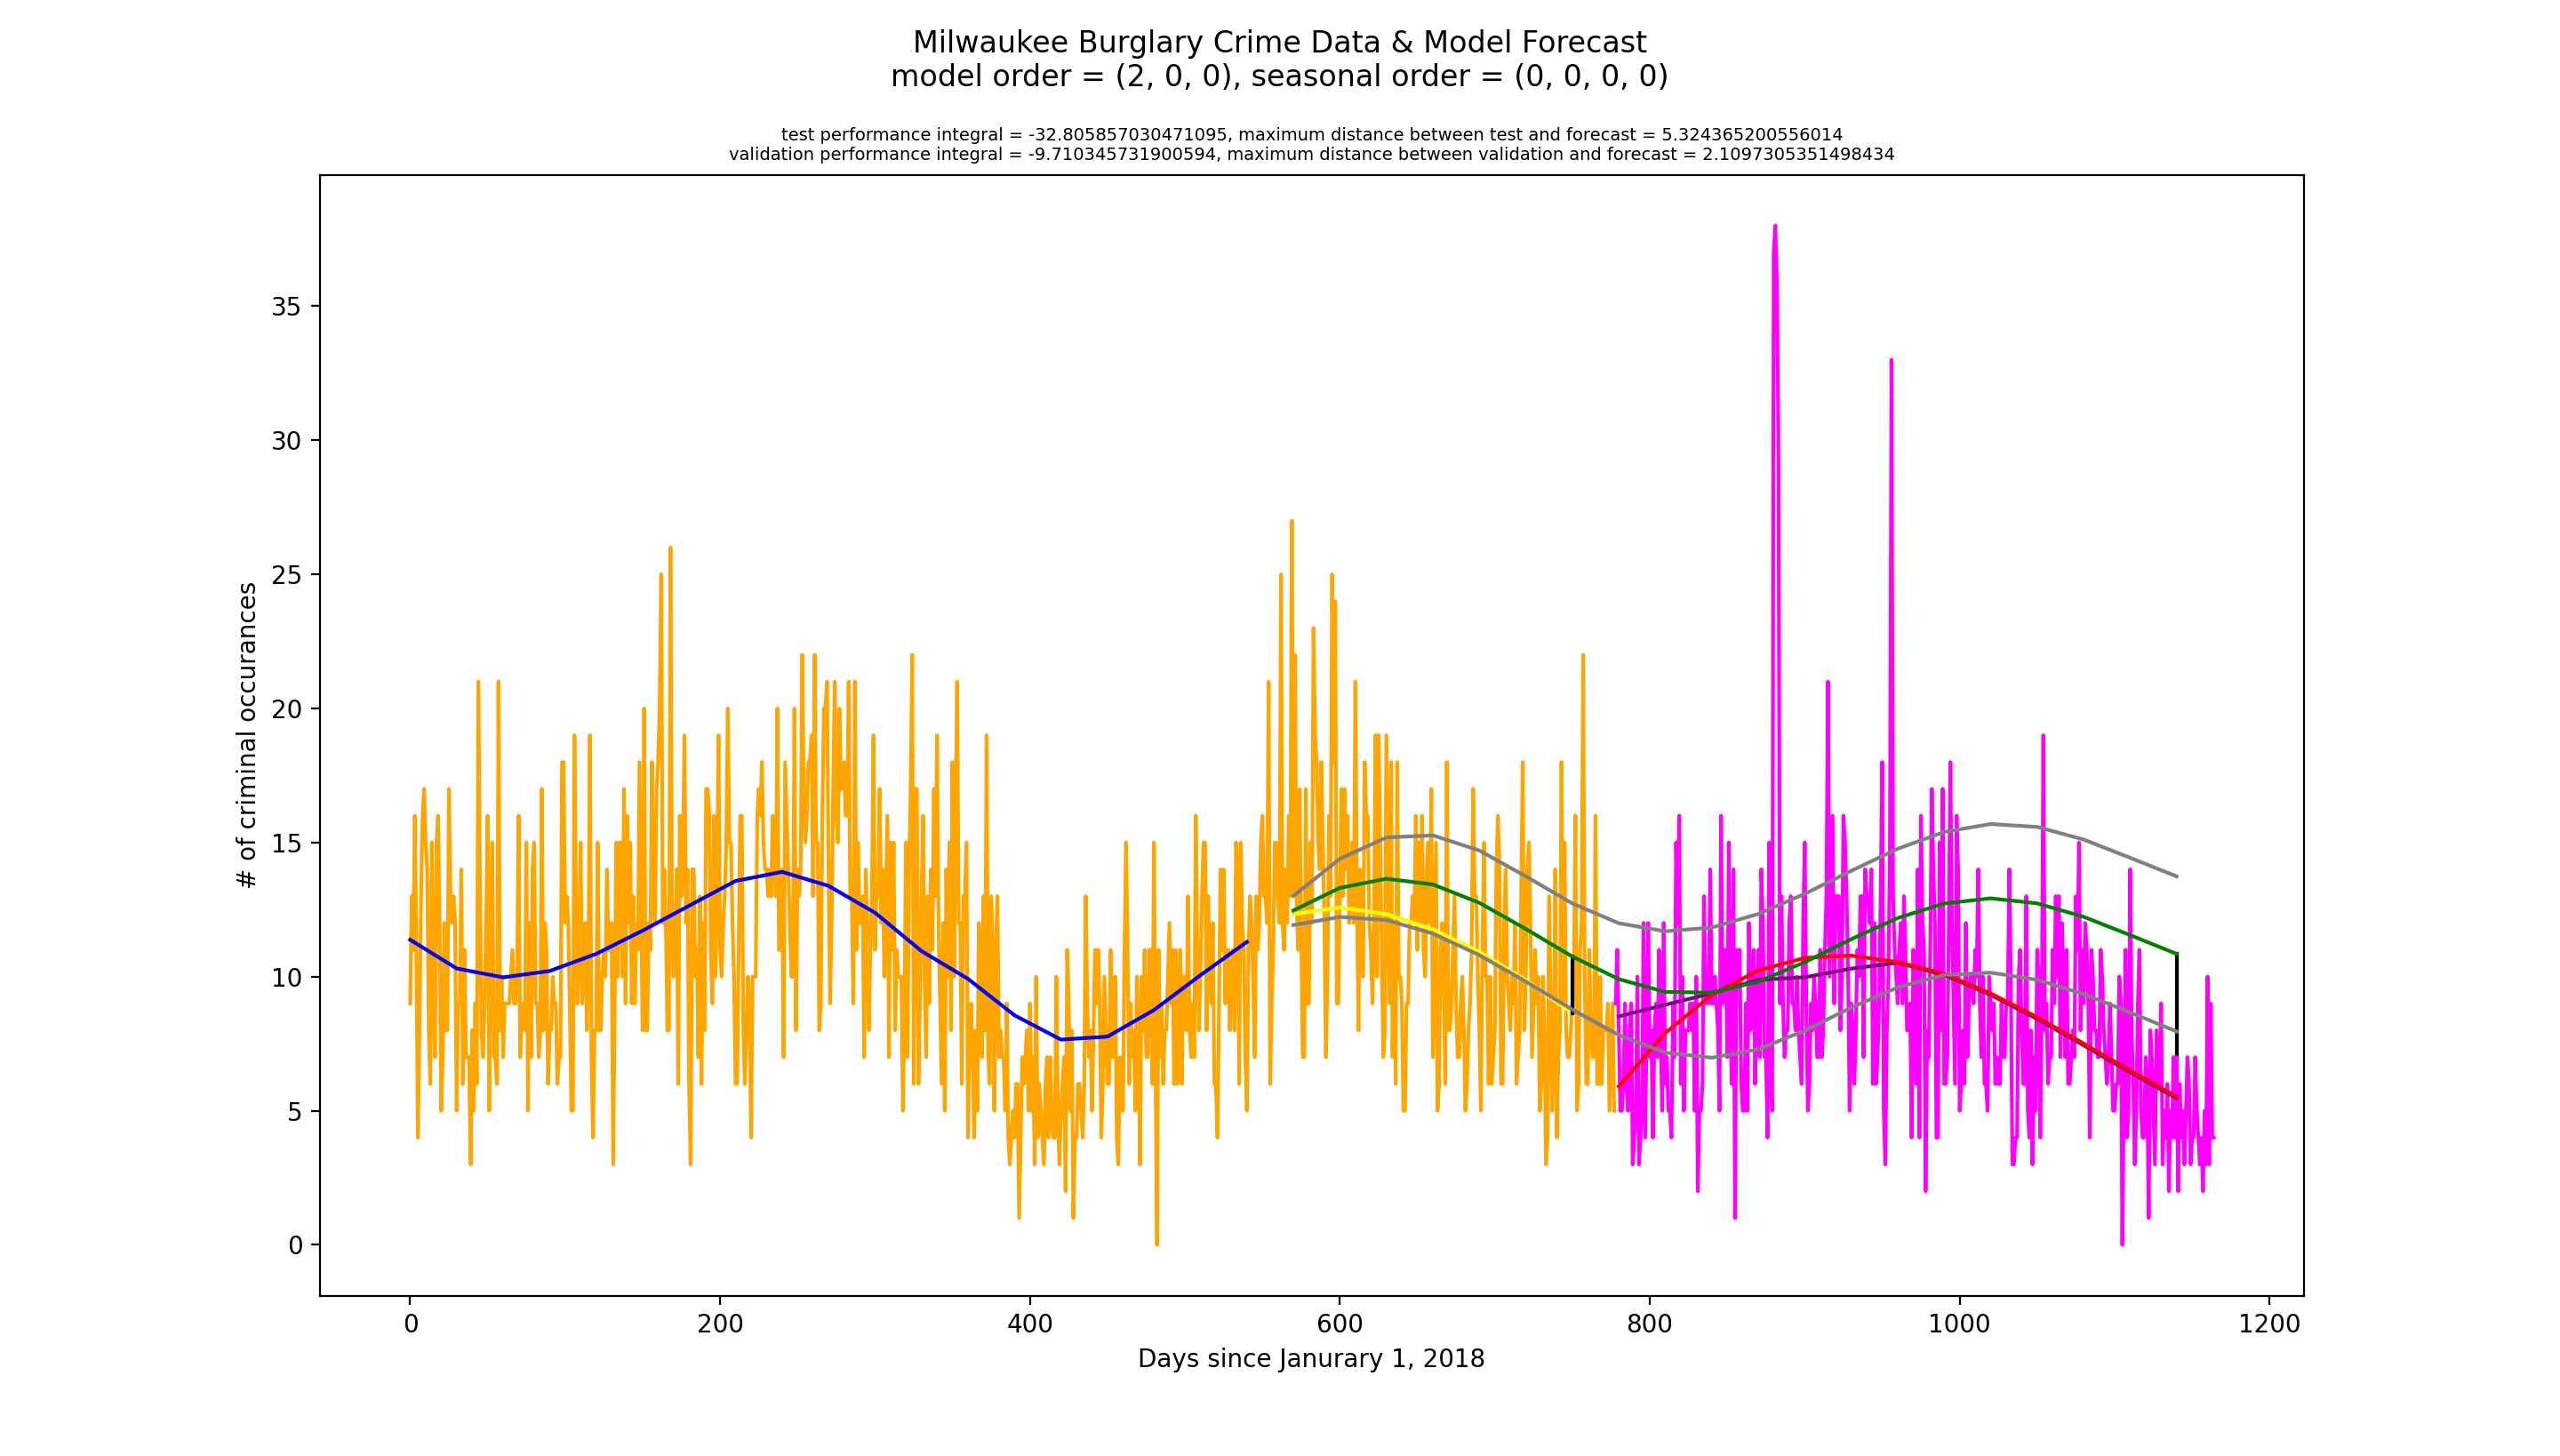 Milwaukee Burglary Crime Data & Model Forecast
model order = (2, 0, 0), seasonal order = (0, 0, 0, 0)
test performance integral = -32.805857030471095, maximum distance between test and forecast = 5.324365200556014
validation performance integral = -9.710345731900594, maximum distance between validation and forecast = 2.1097305351498434
# of criminal occurances
35
30
25
20
15
10
5
0
0 200 400 600 800 1000 1200
Days since Janurary 1, 2018